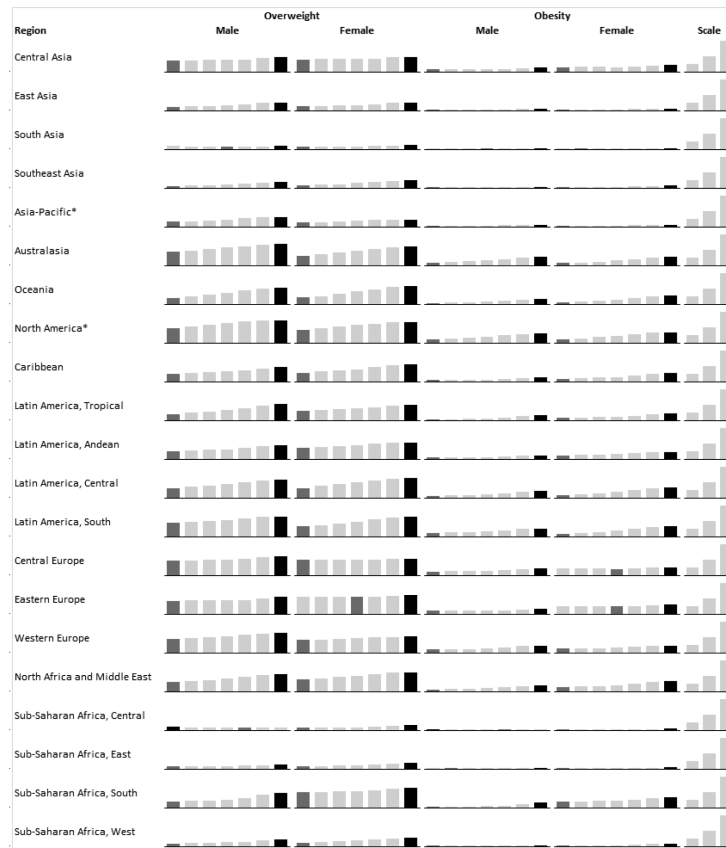 Overweight Obesity
Region Male Female Male Female Scale
Central Asia
East Asia
South Asia
Southeast Asia
Asia-Pacific*
Australasia
Oceania
North America*
Caribbean
Latin America, Tropical
Latin America, Andean
Latin America, Central
Latin America, South
Central Europe
Eastern Europe
Western Europe
North Africa and Middle East
Sub-Saharan Africa, Central
Sub-Saharan Africa, East
Sub-Saharan Africa, South
Sub-Saharan Africa, West